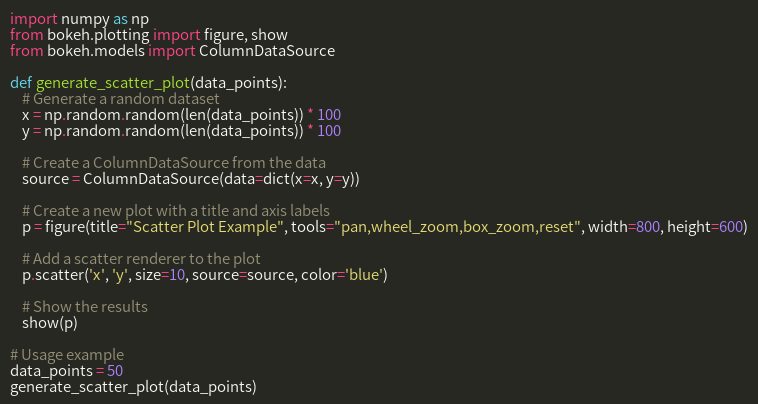 import numpy as np
from bokeh.plotting import figure, show
from bokeh.models import ColumnDataSource

def generate_scatter_plot(data_points):
    # Generate a random dataset
    x = np.random.random(len(data_points)) * 100
    y = np.random.random(len(data_points)) * 100

    # Create a ColumnDataSource from the data
    source = ColumnDataSource(data=dict(x=x, y=y))

    # Create a new plot with a title and axis labels
    p = figure(title="Scatter Plot Example", tools="pan,wheel_zoom,box_zoom,reset", width=800, height=600)

    # Add a scatter renderer to the plot
    p.scatter('x', 'y', size=10, source=source, color='blue')

    # Show the results
    show(p)

# Usage example
data_points = 50
generate_scatter_plot(data_points)